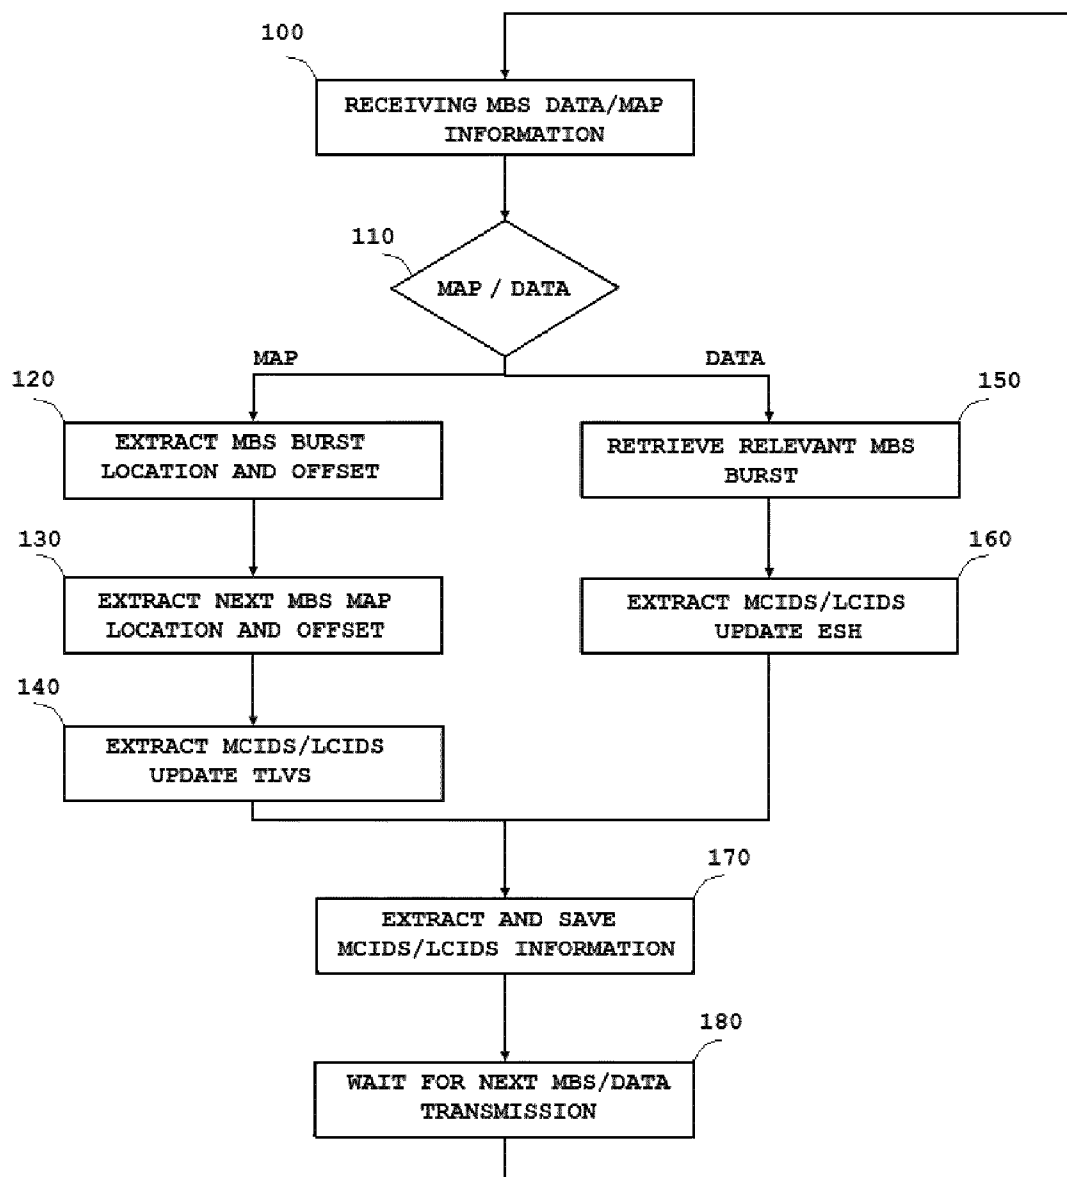 100
RECEIVING MBS DATA/MAP
INFORMATION
110
MAP / DATA
MAP
DATA
120
EXTRACT MBS BURST
LOCATION AND OFFSET
150
RETRIEVE RELEVANT MBS
BURST
130
EXTRACT NEXT MBS MAP
LOCATION AND OFFSET
160
EXTRACT MCIDS/LCIDS
UPDATE ESH
140
EXTRACT MCIDS/LCIDS
UPDATE TLVS
170
EXTRACT AND SAVE
MCIDS/LCIDS INFORMATION
180
WAIT FOR NEXT MBS/DATA
TRANSMISSION